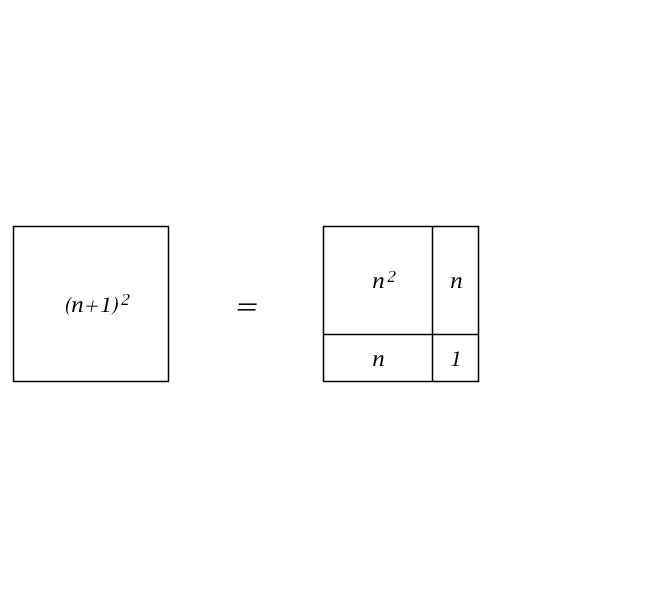 n² n
(n+1)² =
n 1